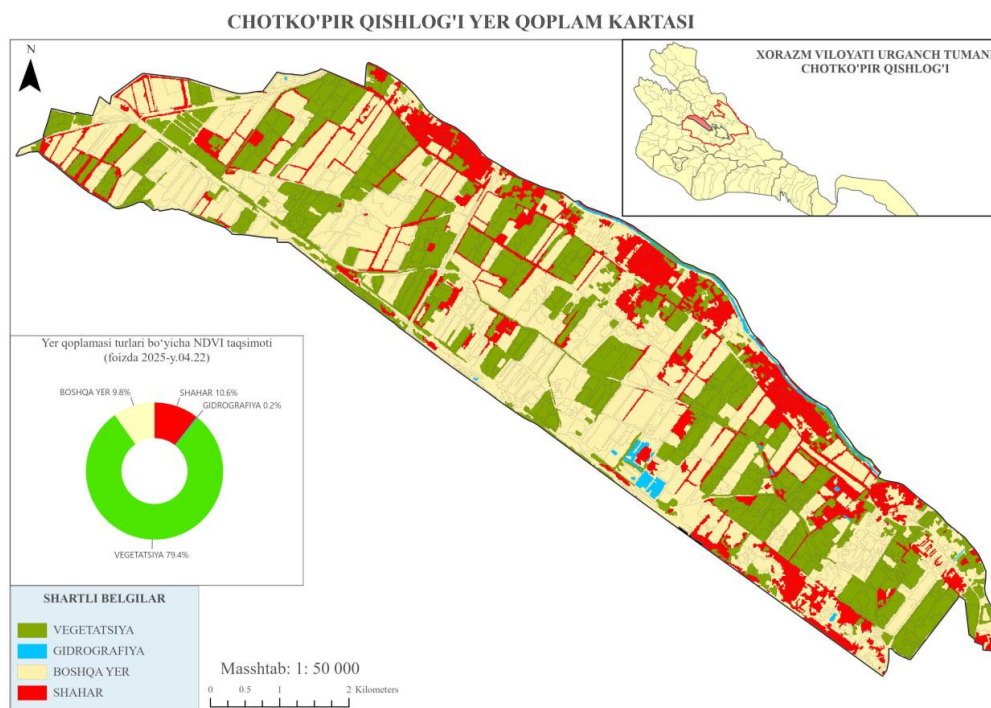 CHOTKO'PIR QISHLOG'I YER QOPLAM KARTASI
N
XORAZM VILOYATI URGANCH TUMANI
CHOTKO'PIR QISHLOG'I
Yer qoplamasi turlari bo‘yicha NDVI taqsimoti
(foizda 2025-y.04.22)
BOSHQA YER 9.8%
SHAHAR 10.6%
GIDROGRAFIYA 0.2%
VEGETATSIYA 79.4%
SHARTLI BELGILAR
VEGETATSIYA
GIDROGRAFIYA
BOSHQA YER
SHAHAR
Masshtab: 1: 50 000
0 0.5 1 2 Kilometers